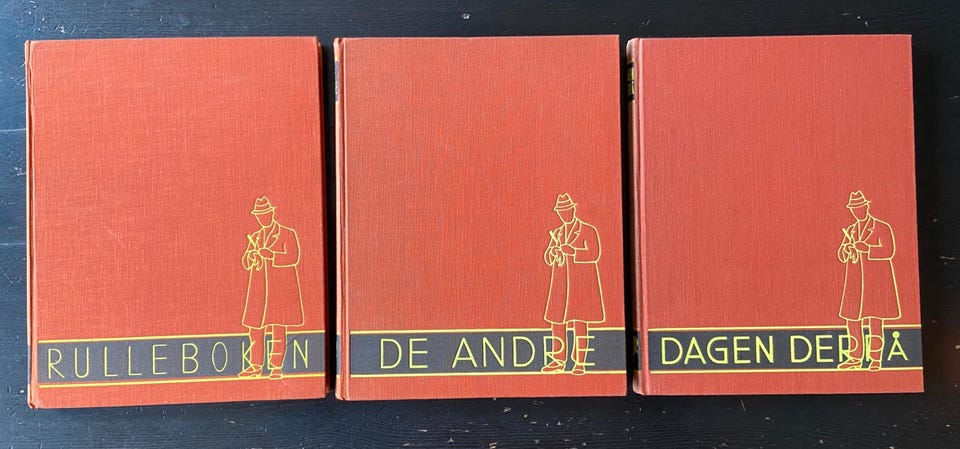 RULLEBOKEN
DE ANDRE
DAGEN DERPÅ